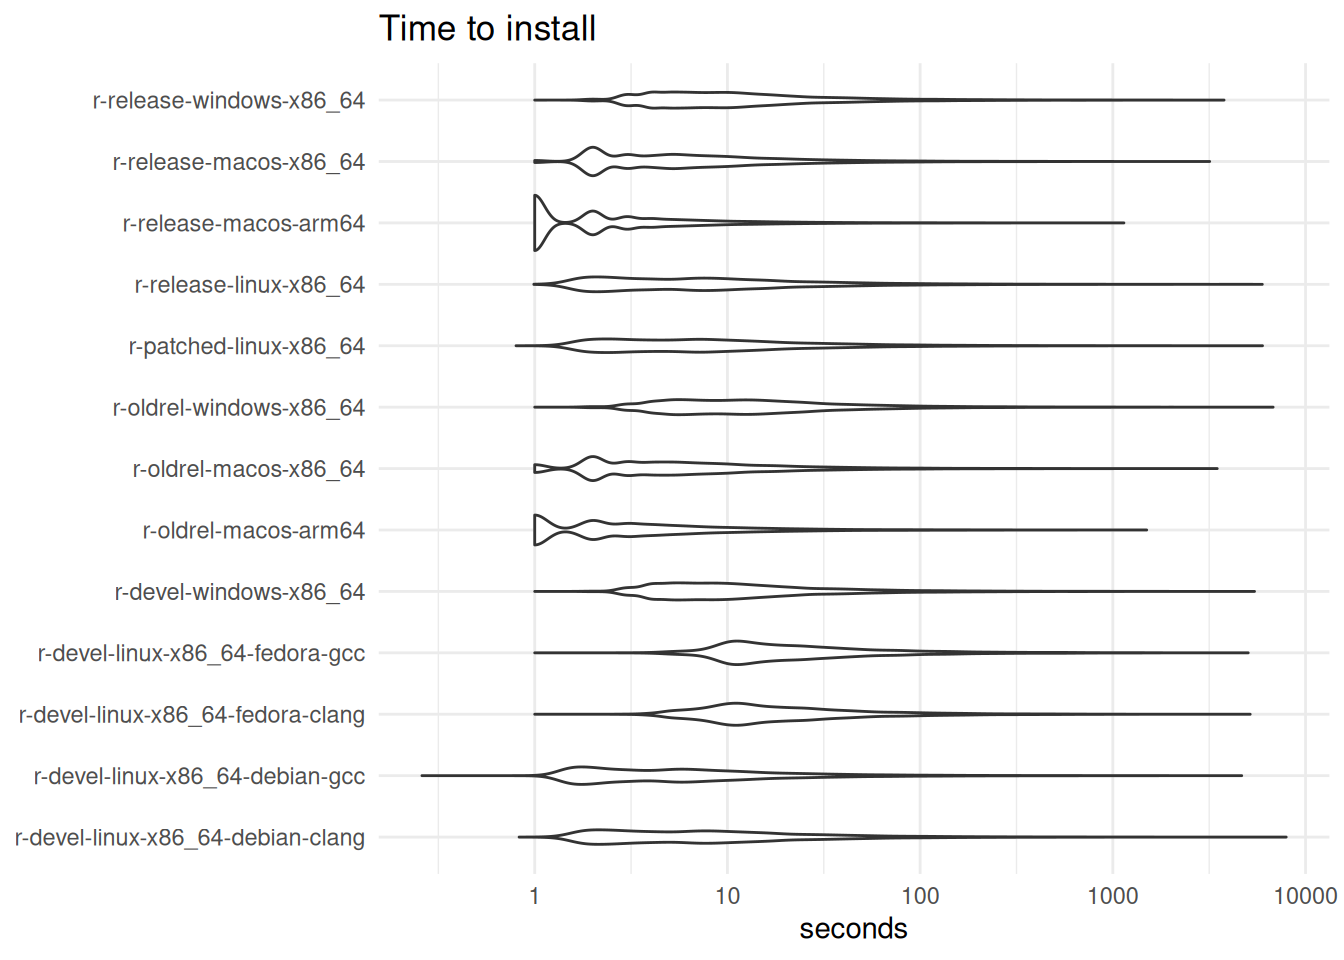 Time to install
r-release-windows-x86_64
r-release-macos-x86_64
r-release-macos-arm64
r-release-linux-x86_64
r-patched-linux-x86_64
r-oldrel-windows-x86_64
r-oldrel-macos-x86_64
r-oldrel-macos-arm64
r-devel-windows-x86_64
r-devel-linux-x86_64-fedora-gcc
r-devel-linux-x86_64-fedora-clang
r-devel-linux-x86_64-debian-gcc
r-devel-linux-x86_64-debian-clang
1 10 100 1000 10000
seconds